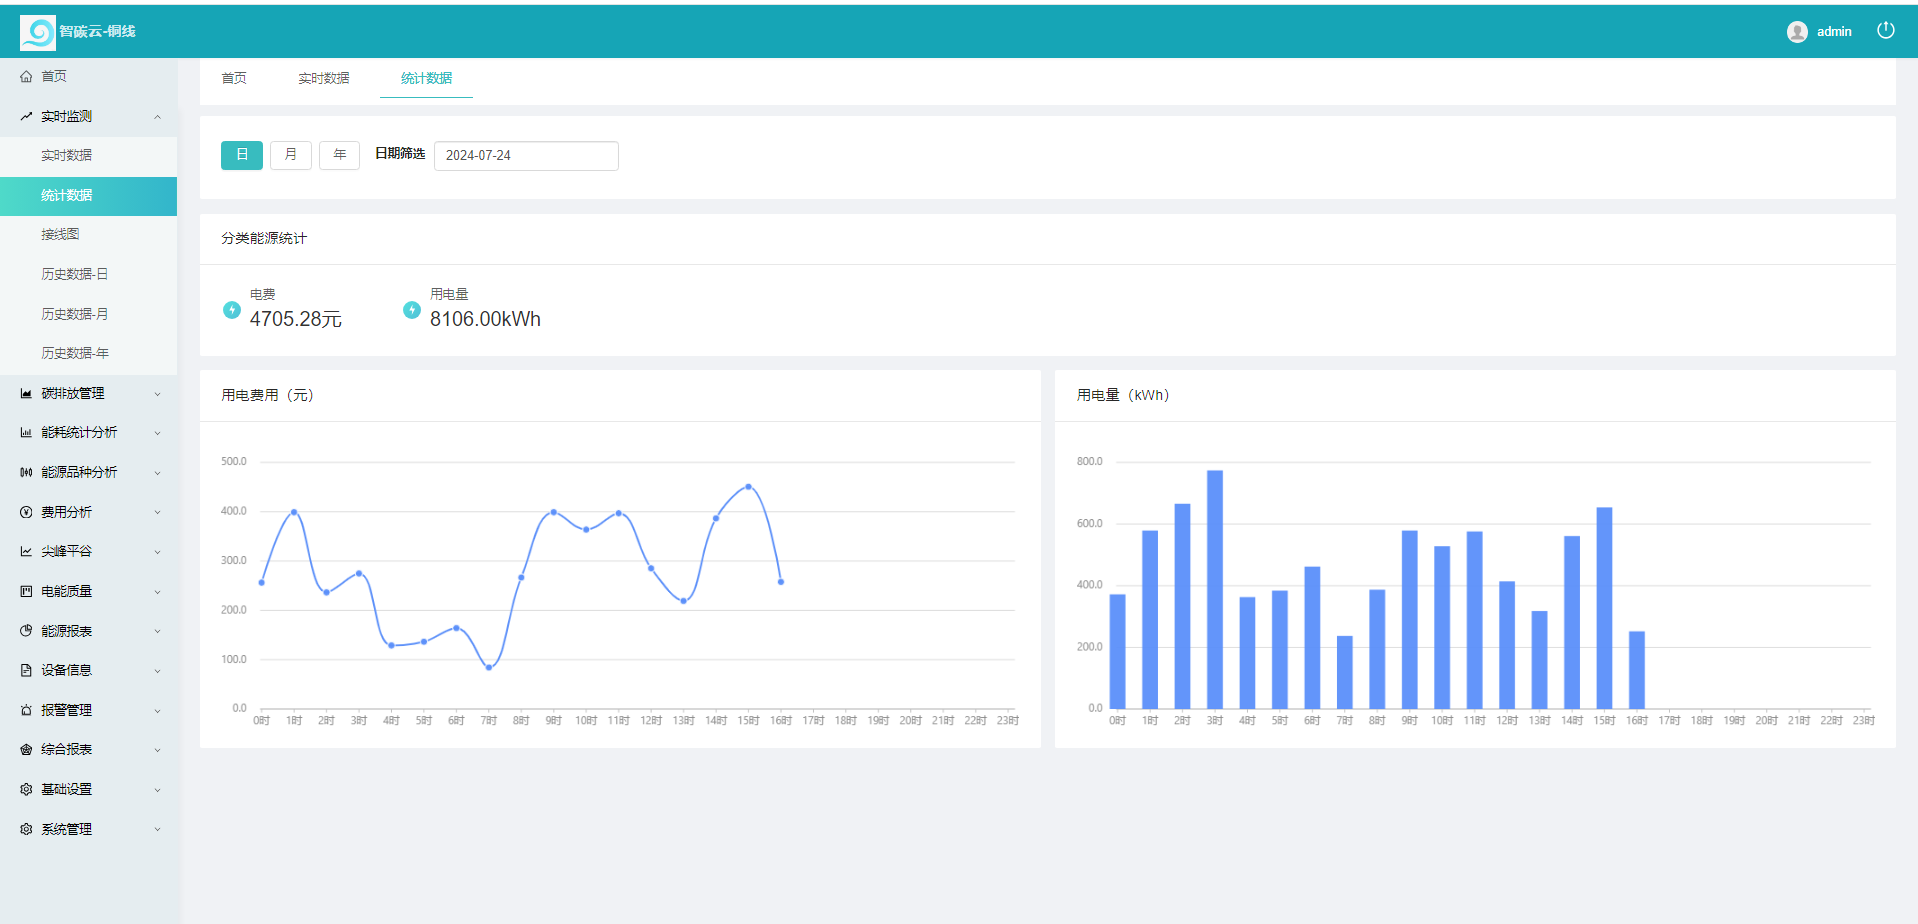 智碳云-铜线
admin
首页
实时监测
实时数据
统计数据
接线图
历史数据-日
历史数据-月
历史数据-年
碳排放管理
能耗统计分析
能源品种分析
费用分析
尖峰平谷
电能质量
能源报表
设备信息
报警管理
综合报表
基础设置
系统管理
首页 实时数据 统计数据
日 月 年 日期筛选 2024-07-24
分类能源统计
电费
4705.28元
用电量
8106.00kWh
用电费用（元）
500.0
400.0
300.0
200.0
100.0
0.0
0时 1时 2时 3时 4时 5时 6时 7时 8时 9时 10时 11时 12时 13时 14时 15时 16时 17时 18时 19时 20时 21时 22时 23时
用电量（kWh）
800.0
600.0
400.0
200.0
0.0
0时 1时 2时 3时 4时 5时 6时 7时 8时 9时 10时 11时 12时 13时 14时 15时 16时 17时 18时 19时 20时 21时 22时 23时